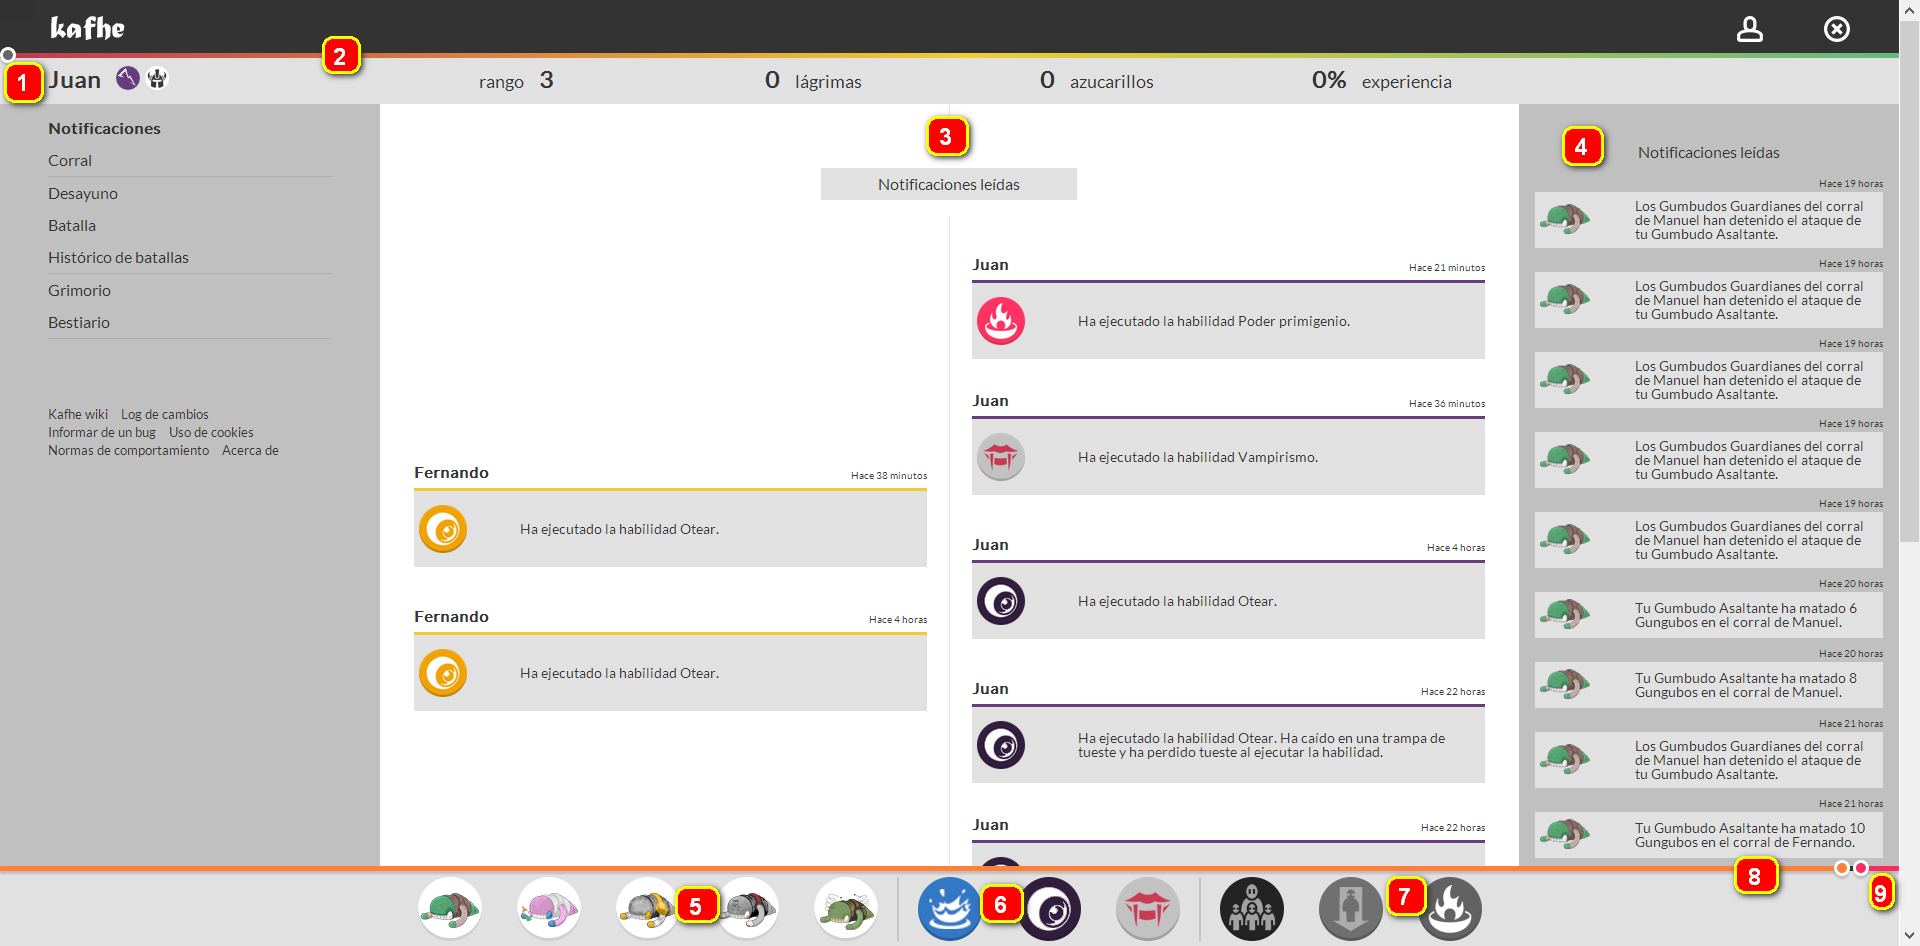 kafhe
2
1
Juan
rango 3
0 lágrimas
0 azucarillos
0% experiencia
Notificaciones
Corral
Desayuno
Batalla
Histórico de batallas
Grimorio
Bestiario
Kafhe wiki Log de cambios
Informar de un bug Uso de cookies
Normas de comportamiento Acerca de
3
Notificaciones leídas
Fernando
Hace 38 minutos
Ha ejecutado la habilidad Otear.
Fernando
Hace 4 horas
Ha ejecutado la habilidad Otear.
Juan
Hace 21 minutos
Ha ejecutado la habilidad Poder primigenio.
Juan
Hace 36 minutos
Ha ejecutado la habilidad Vampirismo.
Juan
Hace 4 horas
Ha ejecutado la habilidad Otear.
Juan
Hace 22 horas
Ha ejecutado la habilidad Otear. Ha caído en una trampa de
tueste y ha perdido tueste al ejecutar la habilidad.
Juan
Hace 22 horas
4
Notificaciones leídas
Hace 19 horas
Los Gumbudos Guardianes del corral
de Manuel han detenido el ataque de
tu Gumbudo Asaltante.
Hace 19 horas
Los Gumbudos Guardianes del corral
de Manuel han detenido el ataque de
tu Gumbudo Asaltante.
Hace 19 horas
Los Gumbudos Guardianes del corral
de Manuel han detenido el ataque de
tu Gumbudo Asaltante.
Hace 19 horas
Los Gumbudos Guardianes del corral
de Manuel han detenido el ataque de
tu Gumbudo Asaltante.
Hace 19 horas
Los Gumbudos Guardianes del corral
de Manuel han detenido el ataque de
tu Gumbudo Asaltante.
Hace 20 horas
Tu Gumbudo Asaltante ha matado 6
Gungubos en el corral de Manuel.
Hace 20 horas
Tu Gumbudo Asaltante ha matado 8
Gungubos en el corral de Manuel.
Hace 21 horas
Los Gumbudos Guardianes del corral
de Manuel han detenido el ataque de
tu Gumbudo Asaltante.
Hace 21 horas
Tu Gumbudo Asaltante ha matado 10
Gungubos en el corral de Fernando.
5
6
7
8
9